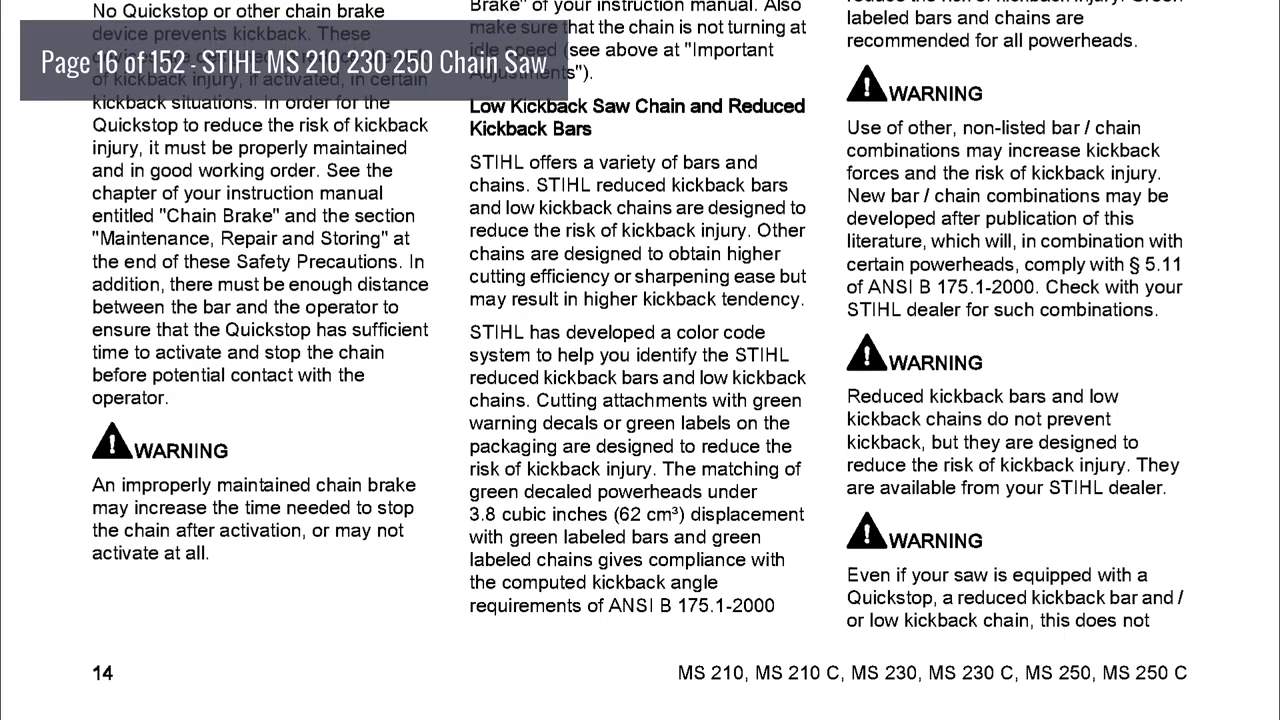 Page 16 of 152 - STIHL MS 210 230 250 Chain Saw
No Quickstop or other chain brake
device prevents kickback. These
of kickback injury, if activated, in certain
kickback situations. In order for the
Quickstop to reduce the risk of kickback
injury, it must be properly maintained
and in good working order. See the
chapter of your instruction manual
entitled "Chain Brake" and the section
"Maintenance, Repair and Storing" at
the end of these Safety Precautions. In
addition, there must be enough distance
between the bar and the operator to
ensure that the Quickstop has sufficient
time to activate and stop the chain
before potential contact with the
operator.
WARNING
An improperly maintained chain brake
may increase the time needed to stop
the chain after activation, or may not
activate at all.
Brake" of your instruction manual. Also
make sure that the chain is not turning at
idle speed (see above at "Important
Adjustments").
Low Kickback Saw Chain and Reduced
Kickback Bars
STIHL offers a variety of bars and
chains. STIHL reduced kickback bars
and low kickback chains are designed to
reduce the risk of kickback injury. Other
chains are designed to obtain higher
cutting efficiency or sharpening ease but
may result in higher kickback tendency.
STIHL has developed a color code
system to help you identify the STIHL
reduced kickback bars and low kickback
chains. Cutting attachments with green
warning decals or green labels on the
packaging are designed to reduce the
risk of kickback injury. The matching of
green decaled powerheads under
3.8 cubic inches (62 cm³) displacement
with green labeled bars and green
labeled chains gives compliance with
the computed kickback angle
requirements of ANSI B 175.1-2000
reduce the risk of kickback injury. Green
labeled bars and chains are
recommended for all powerheads.
WARNING
Use of other, non-listed bar / chain
combinations may increase kickback
forces and the risk of kickback injury.
New bar / chain combinations may be
developed after publication of this
literature, which will, in combination with
certain powerheads, comply with § 5.11
of ANSI B 175.1-2000. Check with your
STIHL dealer for such combinations.
WARNING
Reduced kickback bars and low
kickback chains do not prevent
kickback, but they are designed to
reduce the risk of kickback injury. They
are available from your STIHL dealer.
WARNING
Even if your saw is equipped with a
Quickstop, a reduced kickback bar and /
or low kickback chain, this does not
14
MS 210, MS 210 C, MS 230, MS 230 C, MS 250, MS 250 C